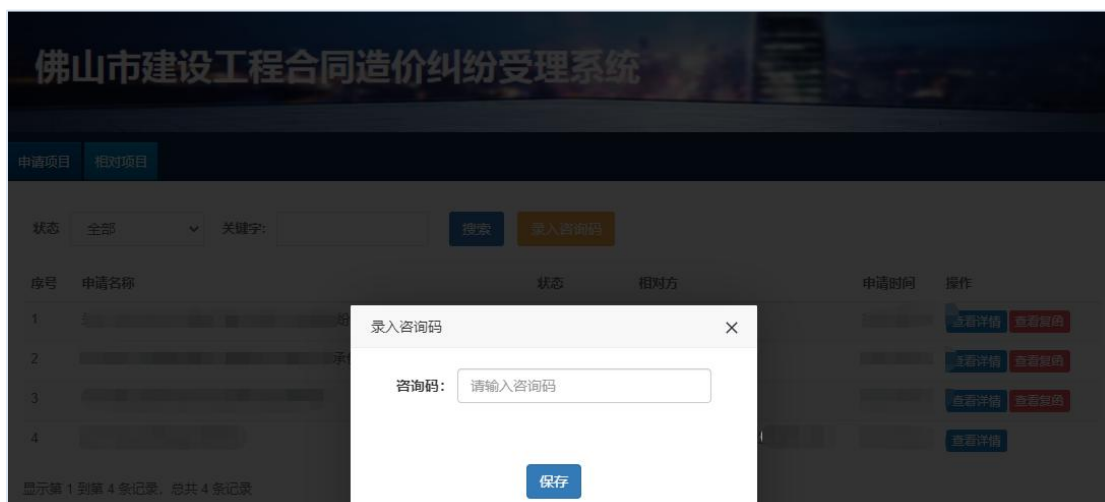 佛山市建设工程合同造价纠纷受理系统
申请项目 相对项目
状态 全部 关键字: 搜索 录入咨询码
序号 申请名称 状态 相对方 申请时间 操作
1 查看详情 查看复函
2 查看详情 查看复函
3 查看详情 查看复函
4 查看详情
录入咨询码 ×
咨询码： 请输入咨询码
保存
显示第 1 到第 4 条记录，总共 4 条记录